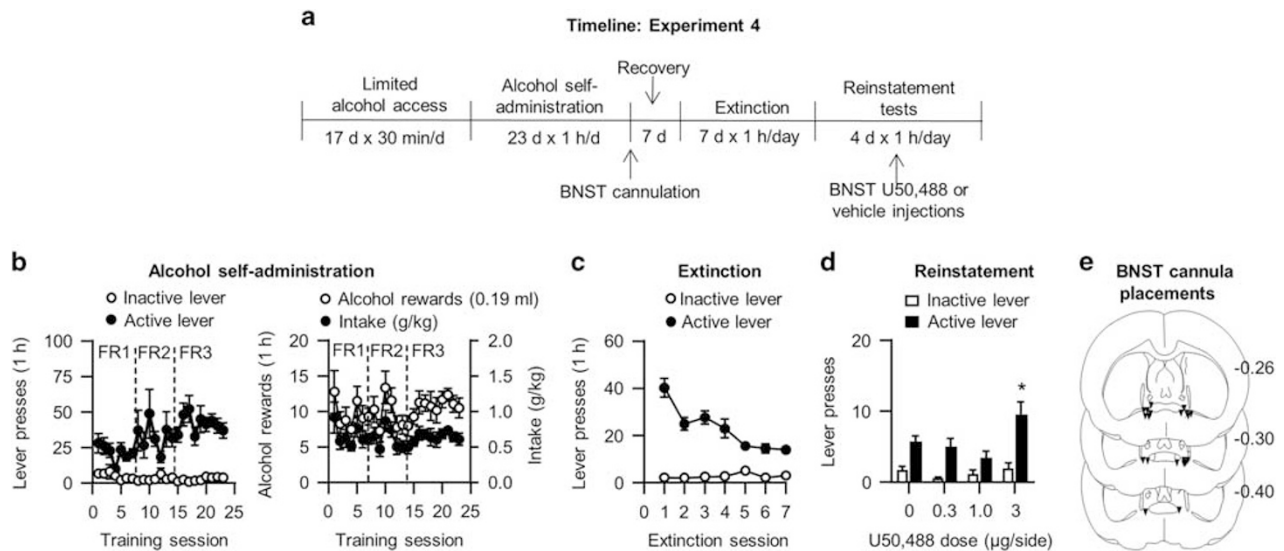 a
Timeline: Experiment 4
Recovery
Limited
alcohol access
Alcohol self-
administration
Extinction
Reinstatement
tests
17 d x 30 min/d
23 d x 1 h/d
7 d
7 d x 1 h/day
4 d x 1 h/day
BNST cannulation
BNST U50,488 or
vehicle injections
b
Alcohol self-administration
Inactive lever
Active lever
Lever presses (1 h)
100
75
50
25
0
FR1 FR2 FR3
0 5 10 15 20 25
Training session
Alcohol rewards (0.19 ml)
Intake (g/kg)
Alcohol rewards (1 h)
20
15
10
5
0
FR1 FR2 FR3
2.0
1.5
1.0
0.5
0.0
Intake (g/kg)
0 5 10 15 20 25
Training session
c
Extinction
Inactive lever
Active lever
Lever presses (1 h)
60
40
20
0
1 2 3 4 5 6 7
Extinction session
d
Reinstatement
Inactive lever
Active lever
Lever presses
20
10
0
*
0 0.3 1.0 3
U50,488 dose (µg/side)
e
BNST cannula
placements
-0.26
-0.30
-0.40